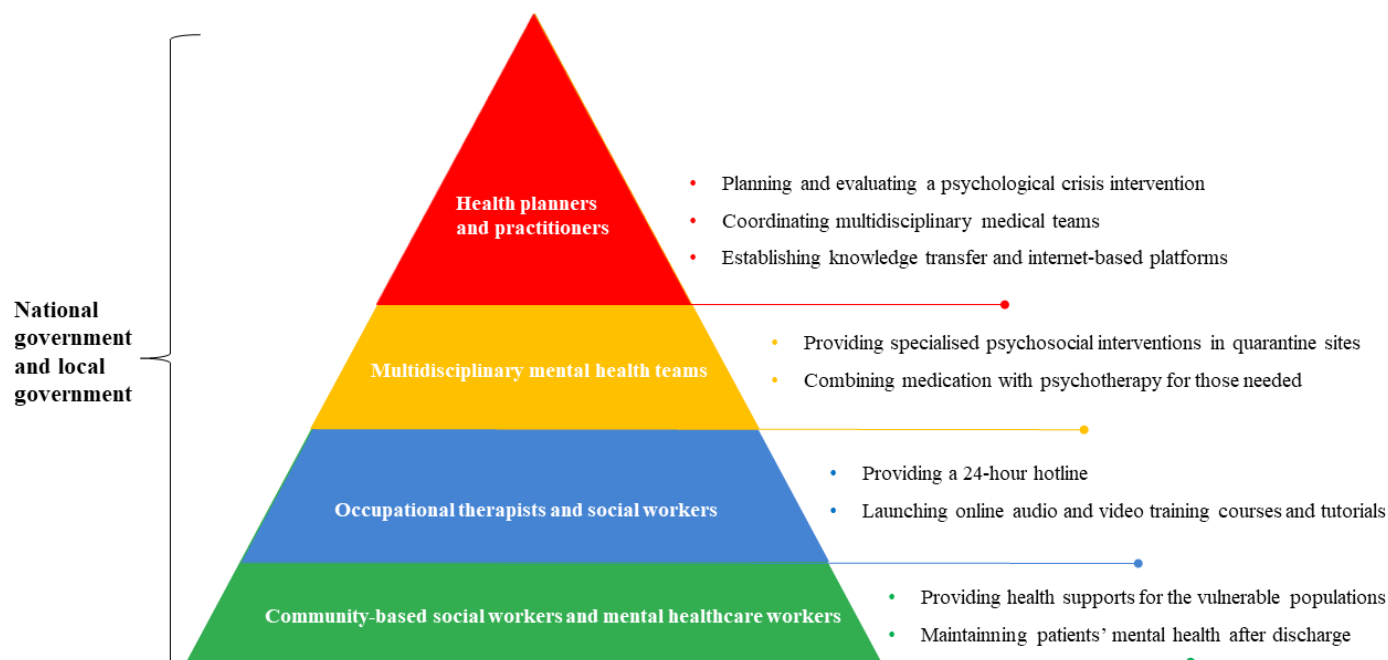 National
government
and local
government
Health planners
and practitioners
• Planning and evaluating a psychological crisis intervention
• Coordinating multidisciplinary medical teams
• Establishing knowledge transfer and internet-based platforms
Multidisciplinary mental health teams
• Providing specialised psychosocial interventions in quarantine sites
• Combining medication with psychotherapy for those needed
Occupational therapists and social workers
• Providing a 24-hour hotline
• Launching online audio and video training courses and tutorials
Community-based social workers and mental healthcare workers
• Providing health supports for the vulnerable populations
• Maintainning patients’ mental health after discharge